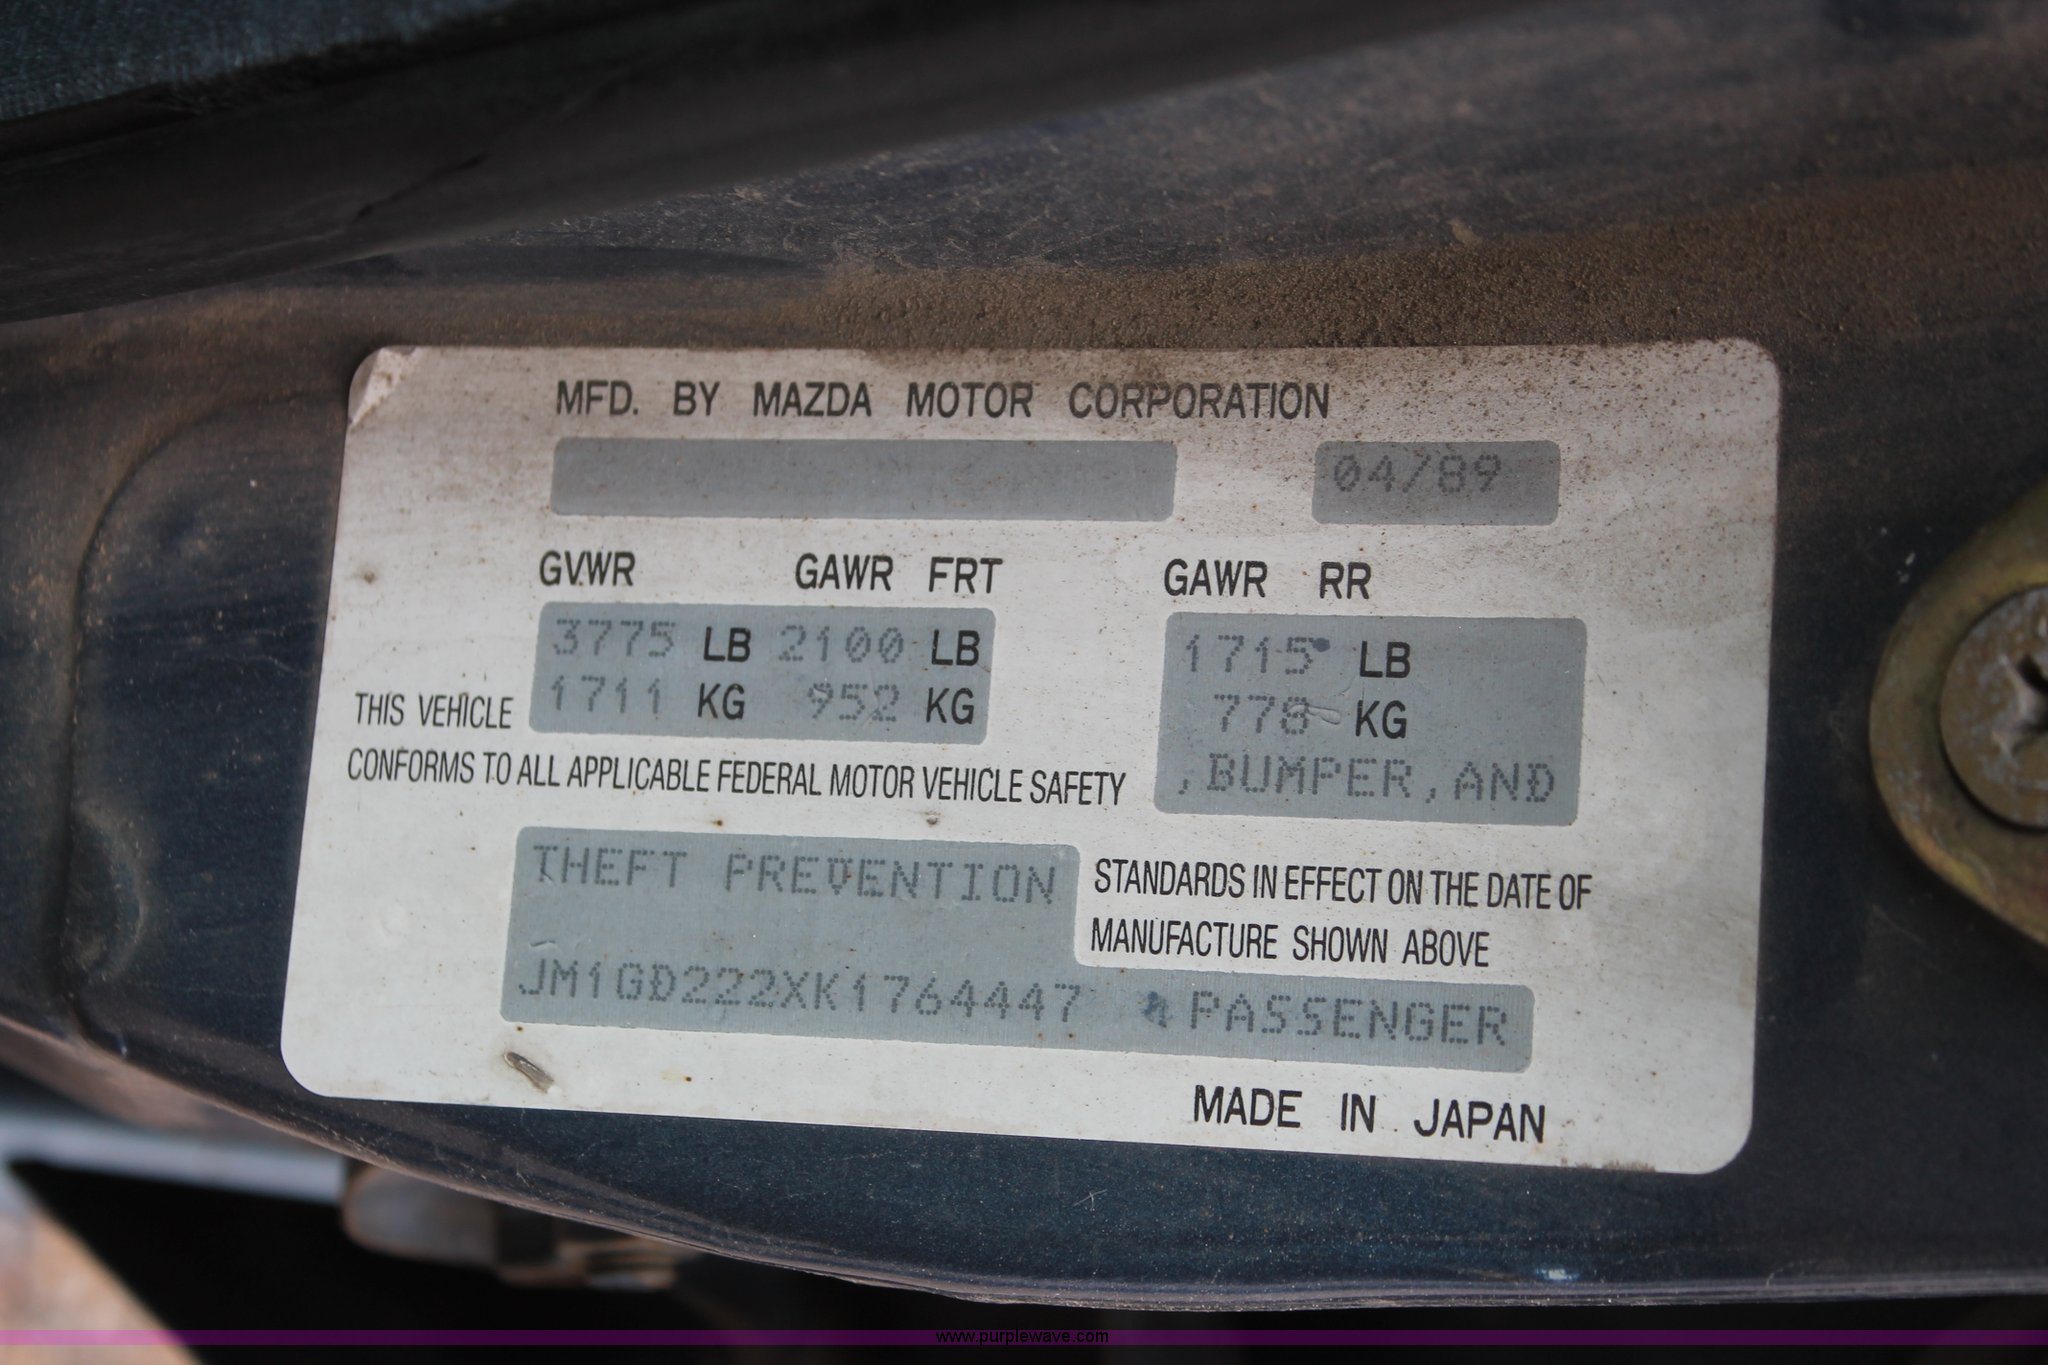 MFD. BY MAZDA MOTOR CORPORATION
04/89
GVWR GAWR FRT GAWR RR
3775 LB 2100 LB 1715 LB
1711 KG 952 KG 778 KG
THIS VEHICLE
CONFORMS TO ALL APPLICABLE FEDERAL MOTOR VEHICLE SAFETY ,BUMPER,AND
THEFT PREVENTION STANDARDS IN EFFECT ON THE DATE OF
MANUFACTURE SHOWN ABOVE
JM1GD222XK1764447 PASSENGER
MADE IN JAPAN
www.purplewave.com